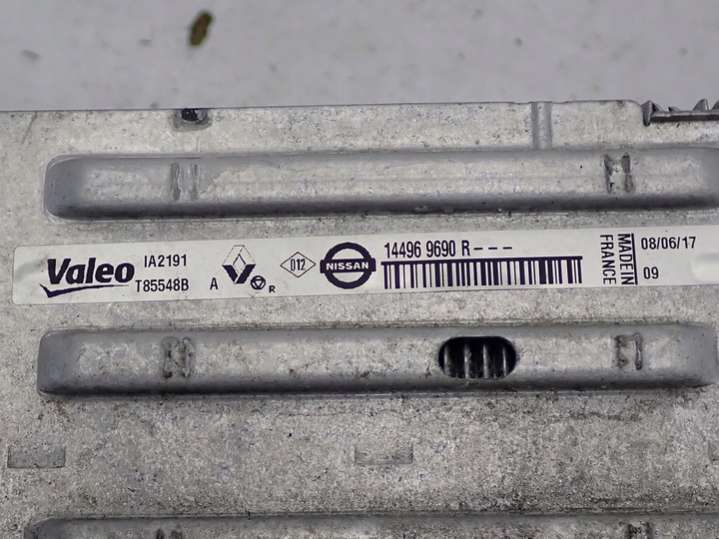 Valeo
IA2191
T85548B
A
R
012
NISSAN
14496 9690 R---
MADE IN
FRANCE
08/06/17
09